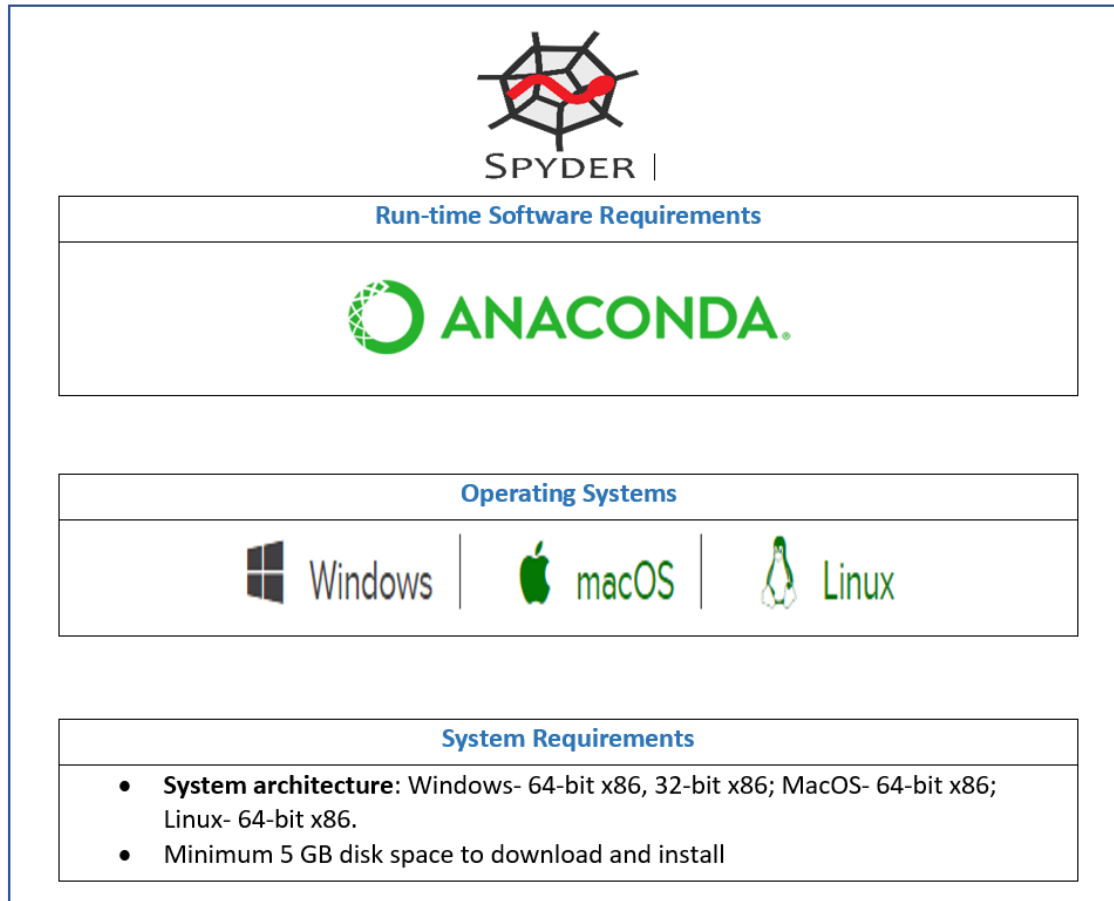 SPYDER
Run-time Software Requirements
ANACONDA®
Operating Systems
Windows | macOS | Linux
System Requirements
● System architecture: Windows- 64-bit x86, 32-bit x86; MacOS- 64-bit x86;
Linux- 64-bit x86.
● Minimum 5 GB disk space to download and install